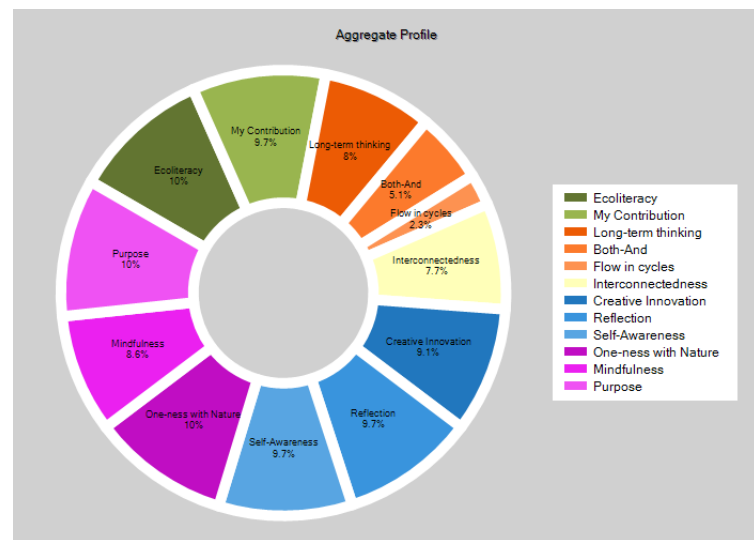 Aggregate Profile
My Contribution
9.7%
Long-term thinking
8%
Both-And
5.1%
Flow in cycles
2.3%
Interconnectedness
7.7%
Creative Innovation
9.1%
Reflection
9.7%
Self-Awareness
9.7%
One-ness with Nature
10%
Mindfulness
8.6%
Purpose
10%
Ecoliteracy
10%
Ecoliteracy
My Contribution
Long-term thinking
Both-And
Flow in cycles
Interconnectedness
Creative Innovation
Reflection
Self-Awareness
One-ness with Nature
Mindfulness
Purpose